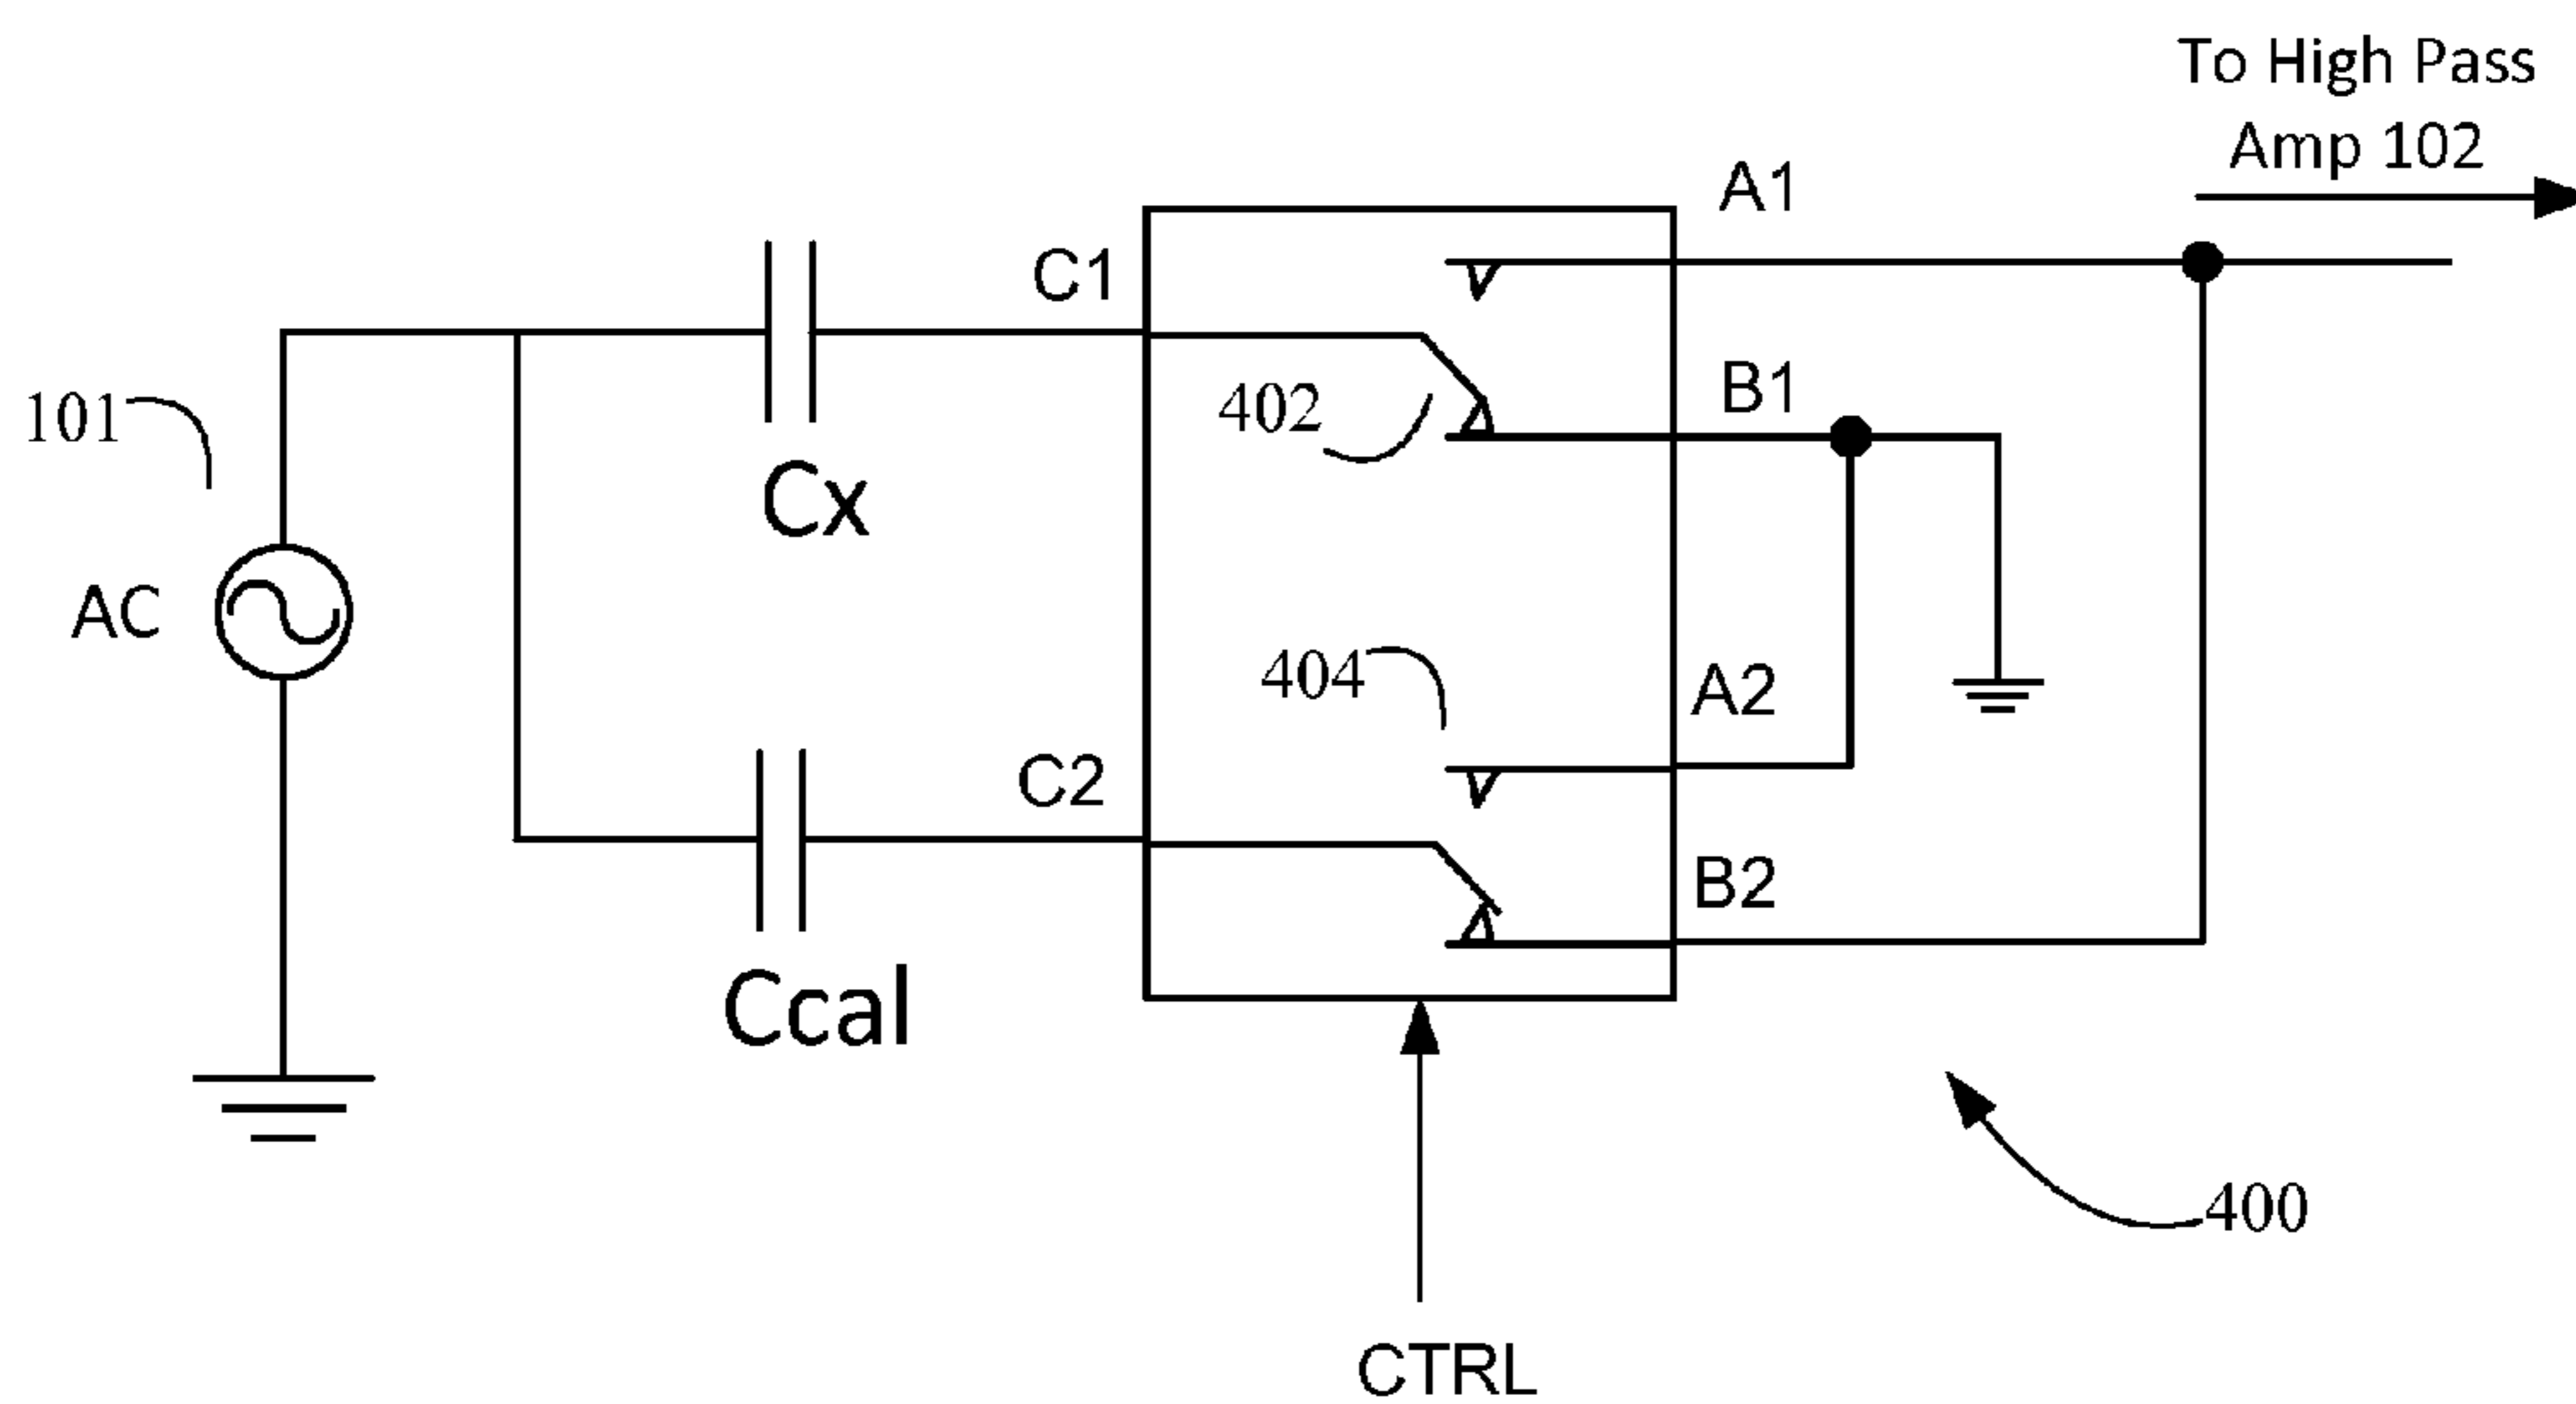 To High Pass
Amp 102
A1
C1
B1
101
402
Cx
AC
404
A2
C2
B2
Ccal
400
CTRL